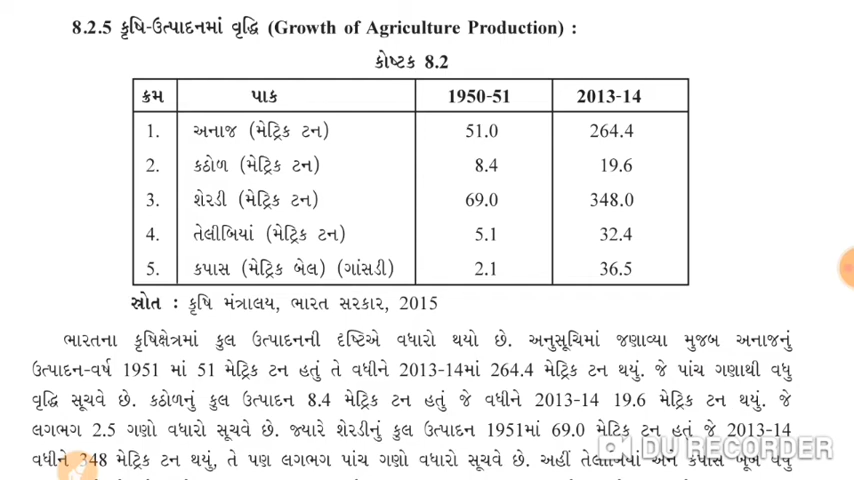 8.2.5 કૃષિ-ઉત્પાદનમાં વૃદ્ધિ (Growth of Agriculture Production) :
કોષ્ટક 8.2
ક્રમ પાક 1950-51 2013-14
1. અનાજ (મેટ્રિક ટન) 51.0 264.4
2. કઠોળ (મેટ્રિક ટન) 8.4 19.6
3. શેરડી (મેટ્રિક ટન) 69.0 348.0
4. તેલીબિયાં (મેટ્રિક ટન) 5.1 32.4
5. કપાસ (મેટ્રિક બેલ) (ગાંસડી) 2.1 36.5
સ્રોત : કૃષિ મંત્રાલય, ભારત સરકાર, 2015
ભારતના કૃષિક્ષેત્રમાં કુલ ઉત્પાદનની દૃષ્ટિએ વધારો થયો છે. અનુસૂચિમાં જણાવ્યા મુજબ અનાજનું
ઉત્પાદન-વર્ષ 1951 માં 51 મેટ્રિક ટન હતું તે વધીને 2013-14માં 264.4 મેટ્રિક ટન થયું. જે પાંચ ગણાથી વધુ
વૃદ્ધિ સૂચવે છે. કઠોળનું કુલ ઉત્પાદન 8.4 મેટ્રિક ટન હતું જે વધીને 2013-14 19.6 મેટ્રિક ટન થયું. જે
લગભગ 2.5 ગણો વધારો સૂચવે છે. જ્યારે શેરડીનું કુલ ઉત્પાદન 1951માં 69.0 મેટ્રિક ટન હતું જે 2013-14
વધીને 348 મેટ્રિક ટન થયું, તે પણ લગભગ પાંચ ગણો વધારો સૂચવે છે. અહીં તેલીબિયાં અને કપાસ ખૂબ વધુ
DU RECORDER